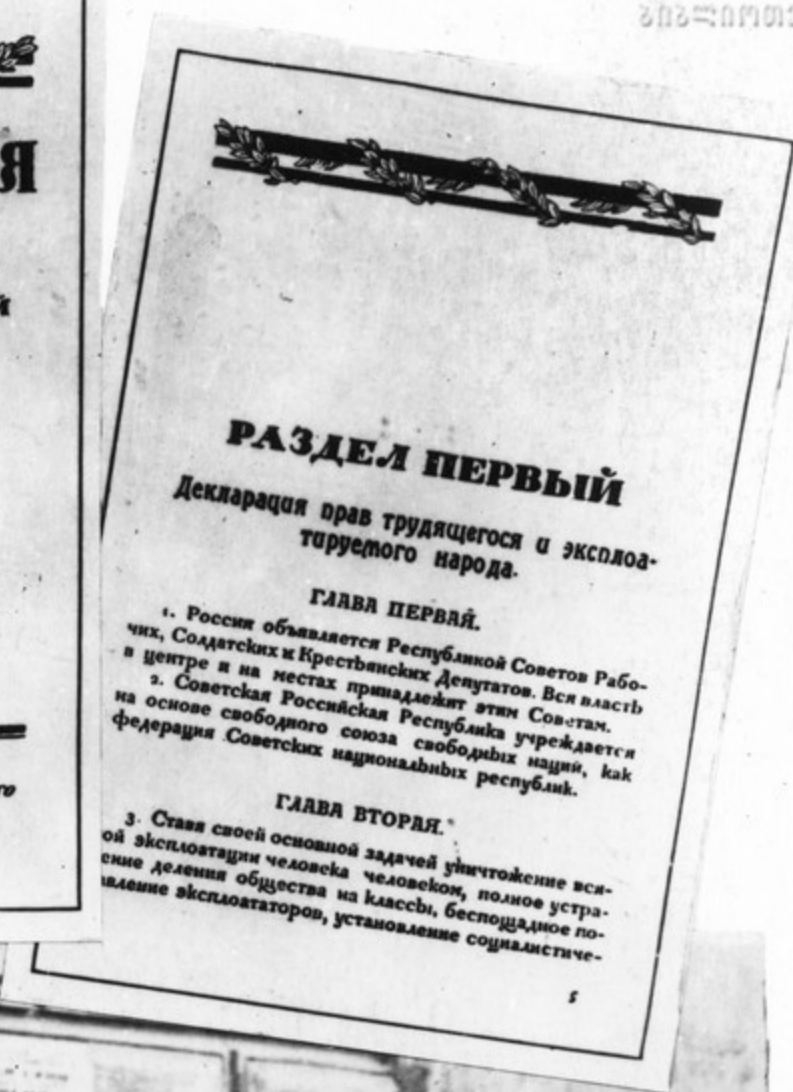 Я
й
го
РАЗДЕЛ ПЕРВЫЙ
Декларация прав трудящегося и эксплоа-
тируемого народа.
ГЛАВА ПЕРВАЯ.
1. Россия объявляется Республикой Советов Рабо-
чих, Солдатских и Крестьянских Депутатов. Вся власть
в центре и на местах принадлежит этим Советам.
2. Советская Российская Республика учреждается
на основе свободного союза свободных наций, как
федерация Советских национальных республик.
ГЛАВА ВТОРАЯ.
3. Ставя своей основной задачей уничтожение вся-
ой эксплоатации человека человеком, полное устра-
ение деления общества на классы, беспощадное по-
вление эксплоататоров, установление социалистиче-
5